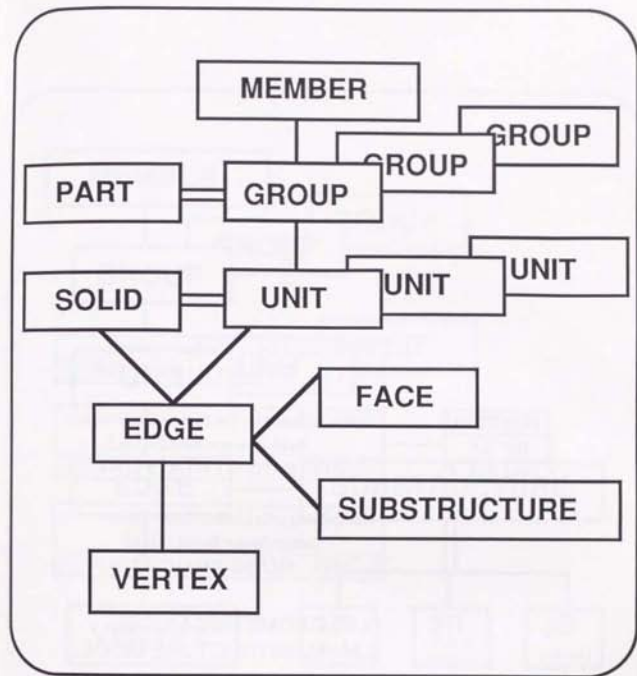 MEMBER
GROUP
GROUP
PART
GROUP
UNIT
UNIT
SOLID
UNIT
FACE
EDGE
SUBSTRUCTURE
VERTEX